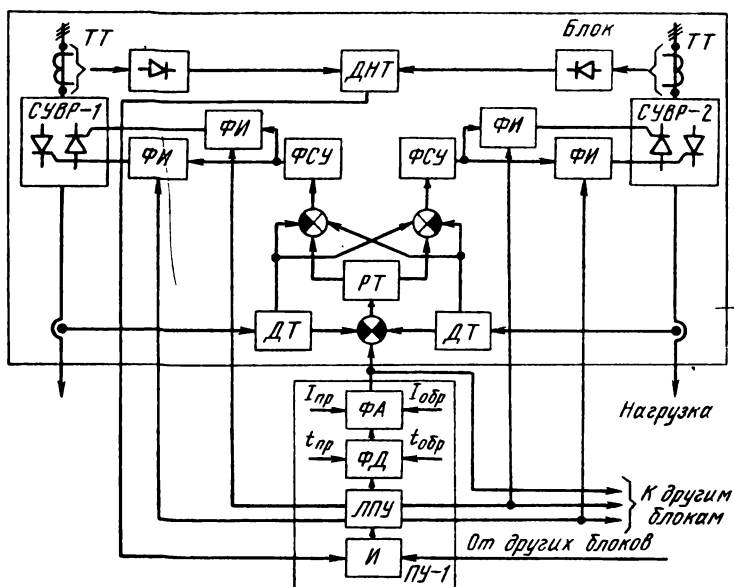 ТТ
Блок
ТТ
ДНТ
СУВР-1
СУВР-2
ФИ
ФИ
ФИ
ФИ
ФСУ
ФСУ
РТ
ДТ
ДТ
Iпр
Iобр
ФА
Нагрузка
tпр
tобр
ФД
ЛПУ
К другим
блокам
От других блоков
И
ПУ-1